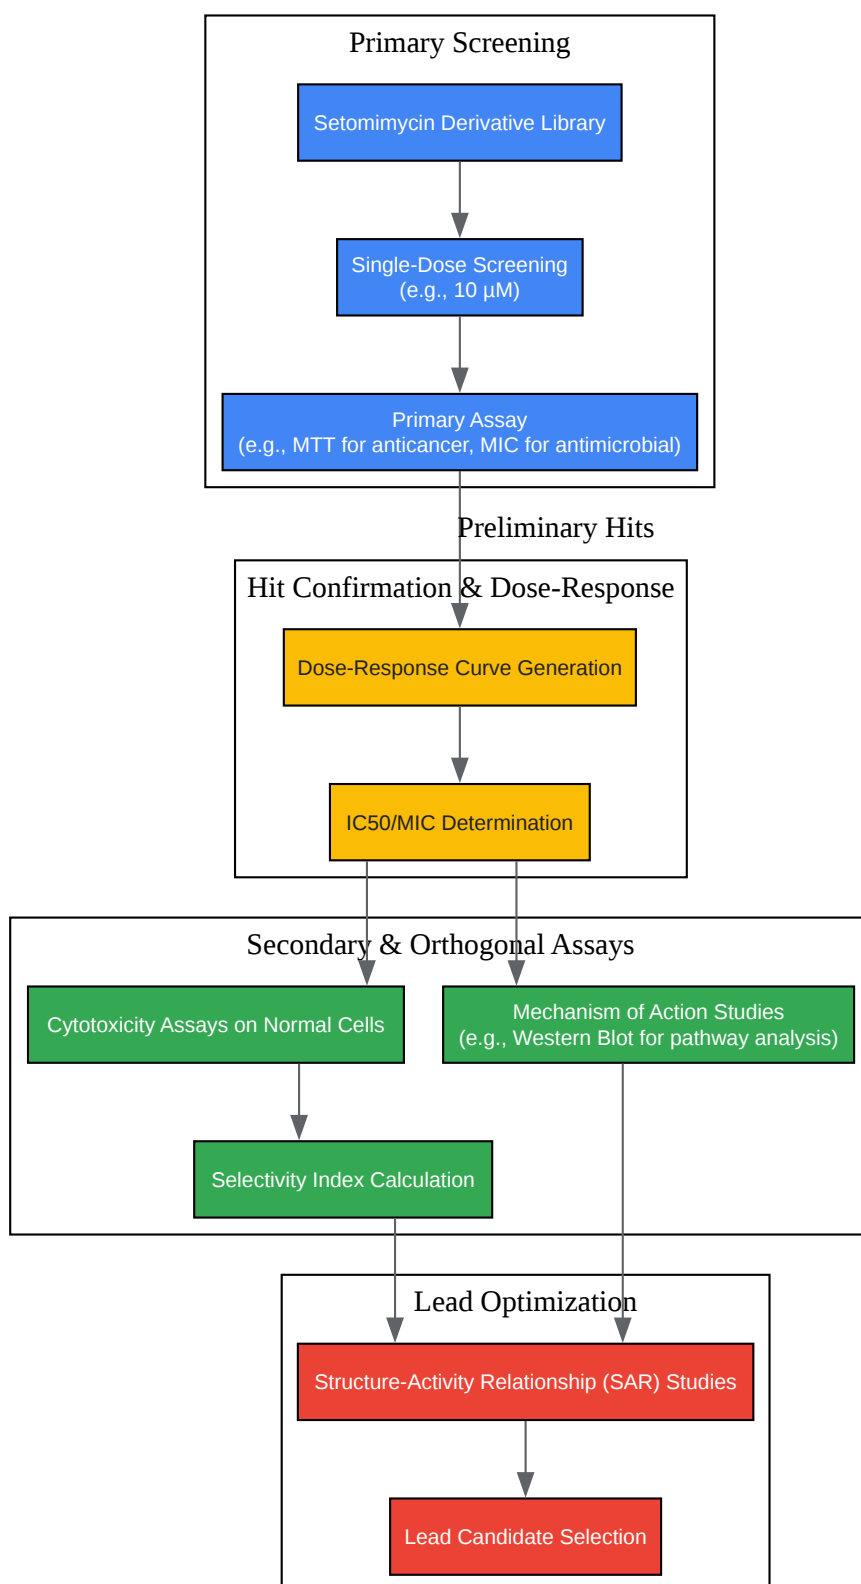 Primary Screening
Setomimycin Derivative Library
Single-Dose Screening
(e.g., 10 µM)
Primary Assay
(e.g., MTT for anticancer, MIC for antimicrobial)
Preliminary Hits
Hit Confirmation & Dose-Response
Dose-Response Curve Generation
IC50/MIC Determination
Secondary & Orthogonal Assays
Cytotoxicity Assays on Normal Cells
Mechanism of Action Studies
(e.g., Western Blot for pathway analysis)
Selectivity Index Calculation
Lead Optimization
Structure-Activity Relationship (SAR) Studies
Lead Candidate Selection